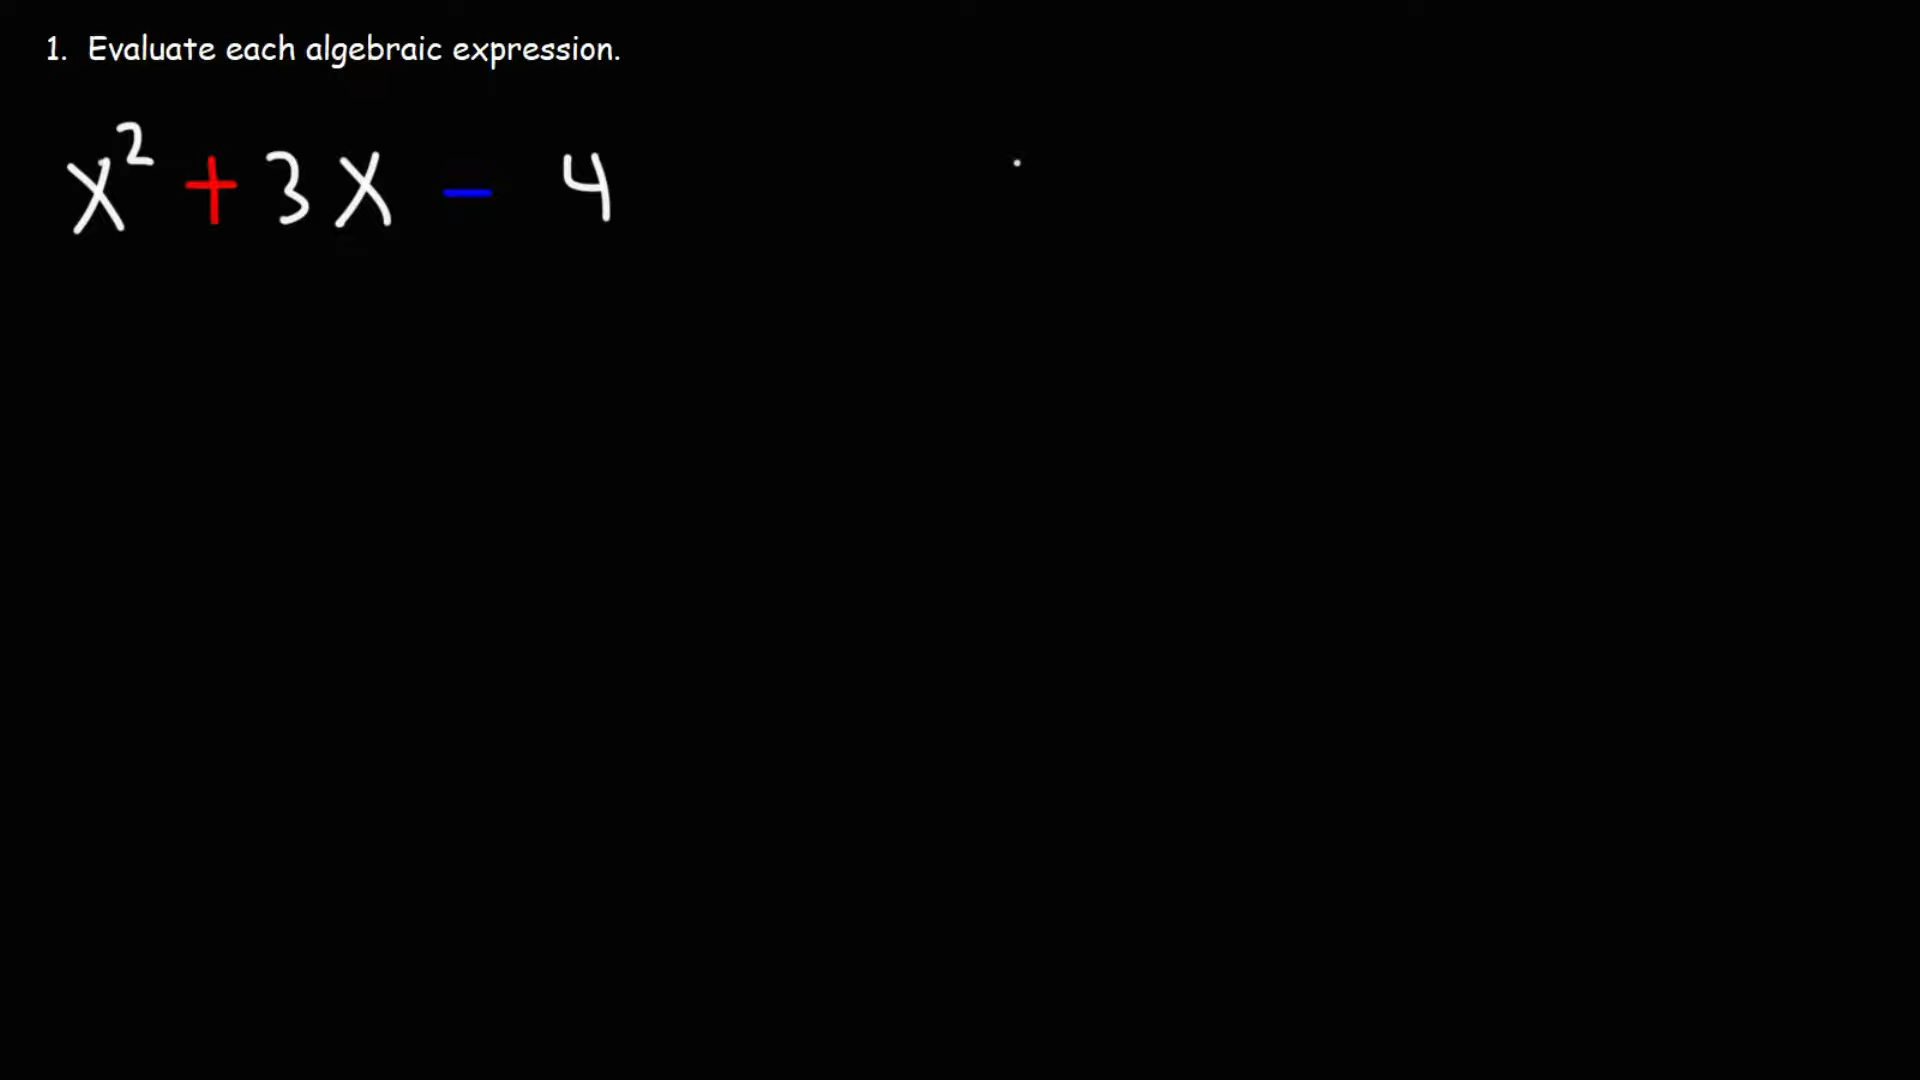 1. Evaluate each algebraic expression.
x² + 3x - 4